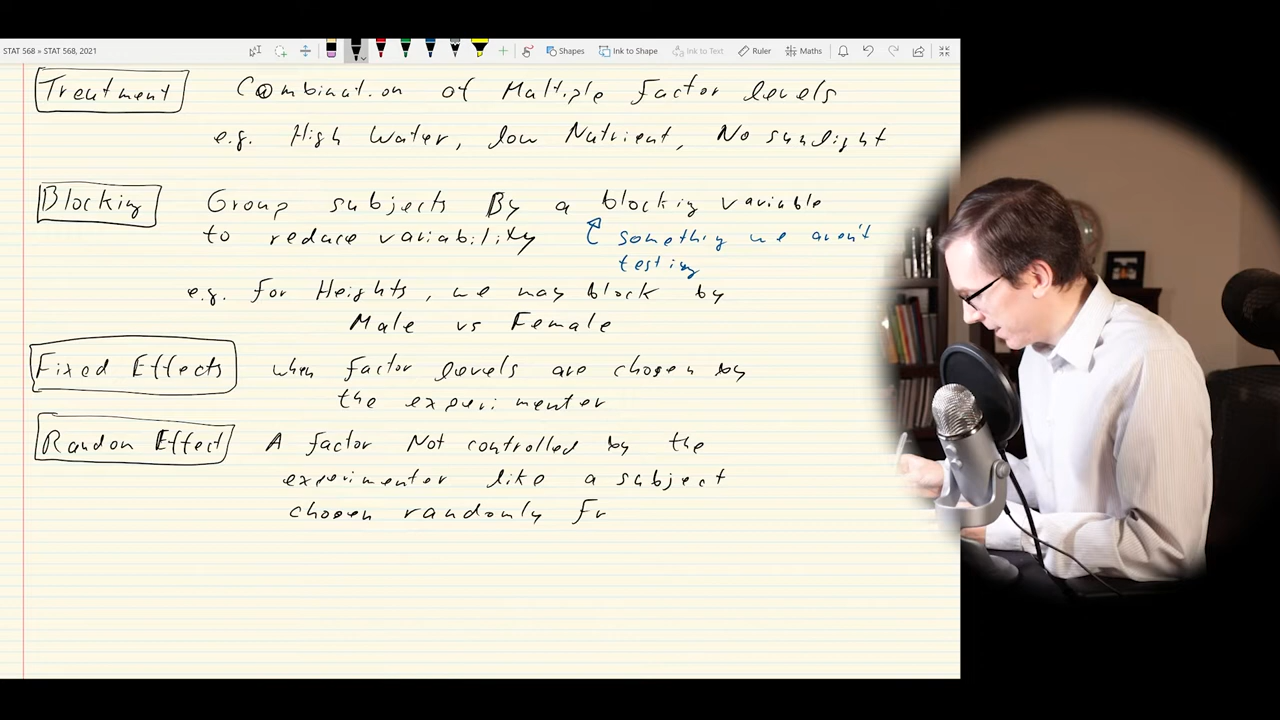 STAT 568 » STAT 568, 2021
Shapes Ink to Shape Ink to Text Ruler Maths
Treatment Combination of Multiple Factor levels
e.g. High Water, low Nutrient, No sunlight
Blocking Group subjects By a blocking variable
to reduce variability something we aren't
testing
e.g. For Heights, we may block by
Male vs Female
Fixed Effects when factor levels are chosen by
the experimenter
Random Effect A factor Not controlled by the
experimenter like a subject
chosen randomly Fr